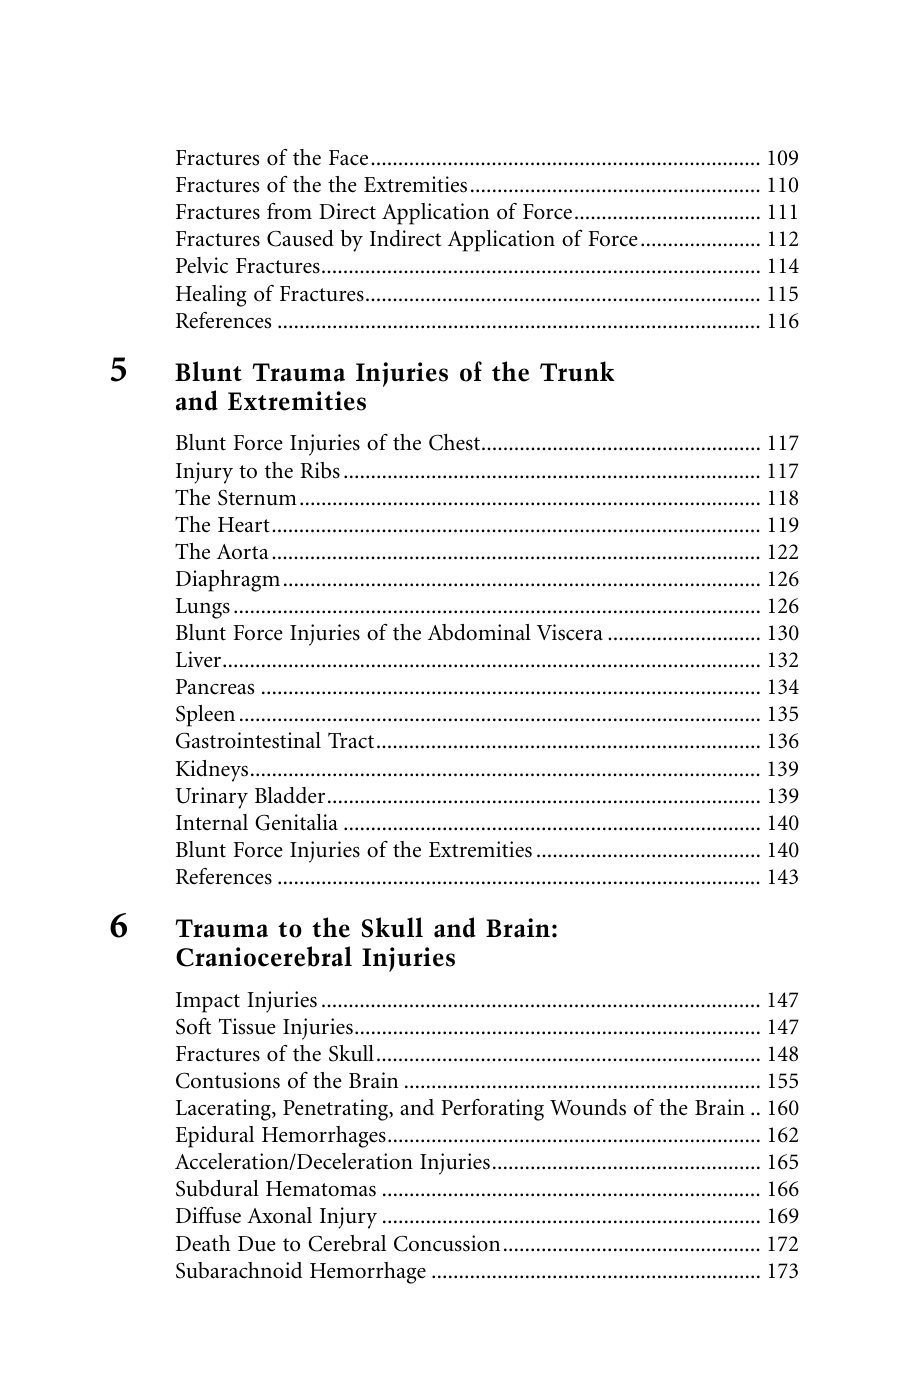 Fractures of the Face....................................................................... 109
Fractures of the the Extremities..................................................... 110
Fractures from Direct Application of Force.................................. 111
Fractures Caused by Indirect Application of Force...................... 112
Pelvic Fractures................................................................................ 114
Healing of Fractures........................................................................ 115
References ........................................................................................ 116
5 Blunt Trauma Injuries of the Trunk
and Extremities
Blunt Force Injuries of the Chest................................................... 117
Injury to the Ribs............................................................................ 117
The Sternum.................................................................................... 118
The Heart......................................................................................... 119
The Aorta......................................................................................... 122
Diaphragm....................................................................................... 126
Lungs................................................................................................ 126
Blunt Force Injuries of the Abdominal Viscera ............................ 130
Liver.................................................................................................. 132
Pancreas ........................................................................................... 134
Spleen............................................................................................... 135
Gastrointestinal Tract...................................................................... 136
Kidneys............................................................................................. 139
Urinary Bladder............................................................................... 139
Internal Genitalia ............................................................................ 140
Blunt Force Injuries of the Extremities......................................... 140
References ........................................................................................ 143
6 Trauma to the Skull and Brain:
Craniocerebral Injuries
Impact Injuries................................................................................ 147
Soft Tissue Injuries.......................................................................... 147
Fractures of the Skull...................................................................... 148
Contusions of the Brain ................................................................. 155
Lacerating, Penetrating, and Perforating Wounds of the Brain .. 160
Epidural Hemorrhages.................................................................... 162
Acceleration/Deceleration Injuries................................................. 165
Subdural Hematomas ..................................................................... 166
Diffuse Axonal Injury ..................................................................... 169
Death Due to Cerebral Concussion............................................... 172
Subarachnoid Hemorrhage ............................................................ 173